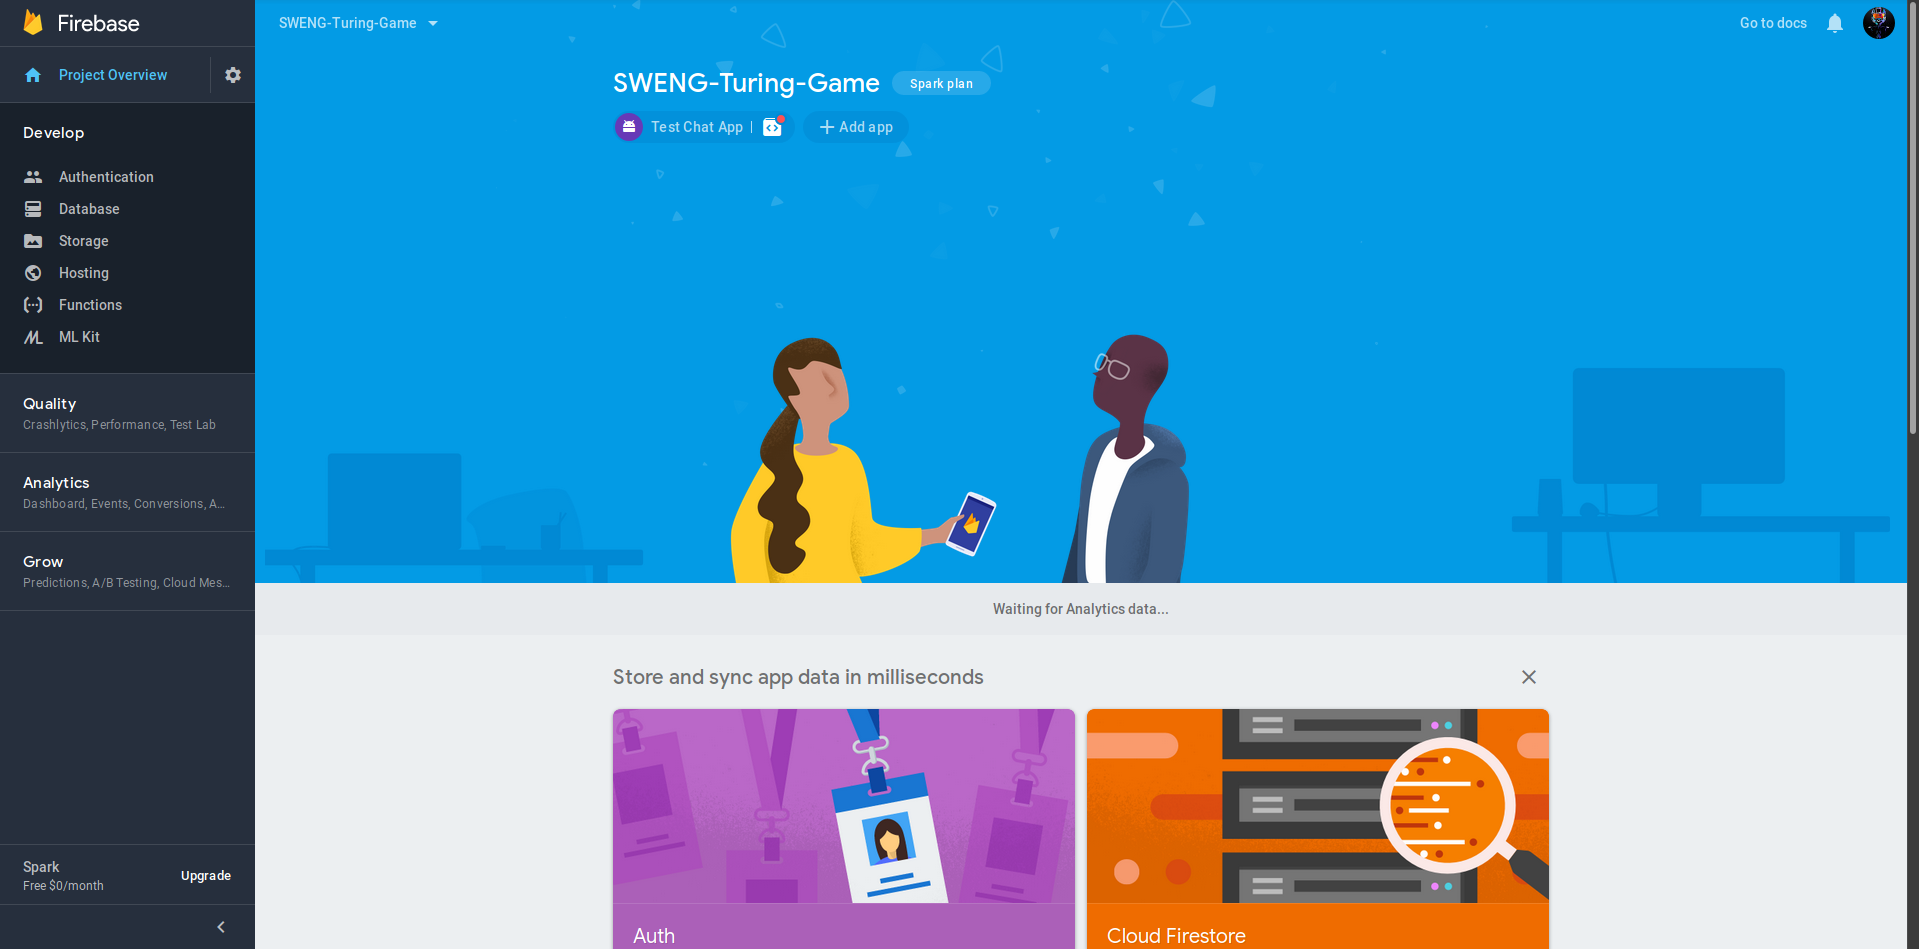 Firebase
Project Overview
Develop
Authentication
Database
Storage
Hosting
Functions
ML Kit
Quality
Crashlytics, Performance, Test Lab
Analytics
Dashboard, Events, Conversions, A...
Grow
Predictions, A/B Testing, Cloud Mes...
Spark
Free $0/month
Upgrade
SWENG-Turing-Game
Go to docs
SWENG-Turing-Game
Spark plan
Test Chat App
Add app
Waiting for Analytics data...
Store and sync app data in milliseconds
Auth
Cloud Firestore